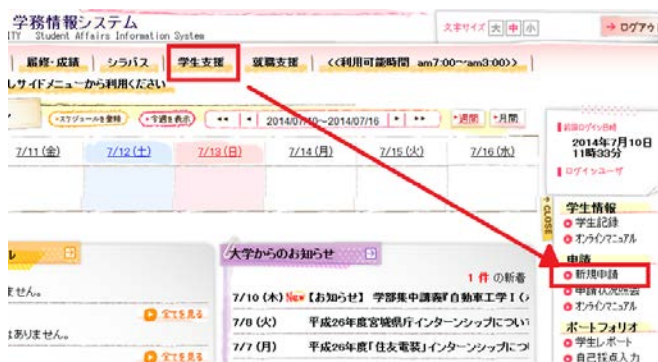 学務情報システム
ITY Student Affairs Information System
文字サイズ 大 中 小
→ ログアウ
履修・成績 シラバス 学生支援 就職支援 <<利用可能時間 am7:00〜am3:00>>
サイドメニューから利用ください
スケジュールを登録 今週を表示 2014/07/10〜2014/07/16 週間 月間
7/11(金) 7/12(土) 7/13(日) 7/14(月) 7/15(火) 7/16(水)
前回ログイン日時
2014年7月10日
11時33分
ログインユーザ
CLOSE
学生情報
学生記録
オンラインマニュアル
申請
新規申請
申請状況照会
オンラインマニュアル
ポートフォリオ
学生レポート
自己採点入力
大学からのお知らせ
1 件 の新着
ません。
7/10 (木) New 【お知らせ】 学部集中講義『自動車工学Ⅰ(
全てを見る
7/8 (火) 平成26年度宮城県庁インターンシップについ
はありません。
7/7 (月) 平成26年度「住友電装」インターンシップに
全てを見る